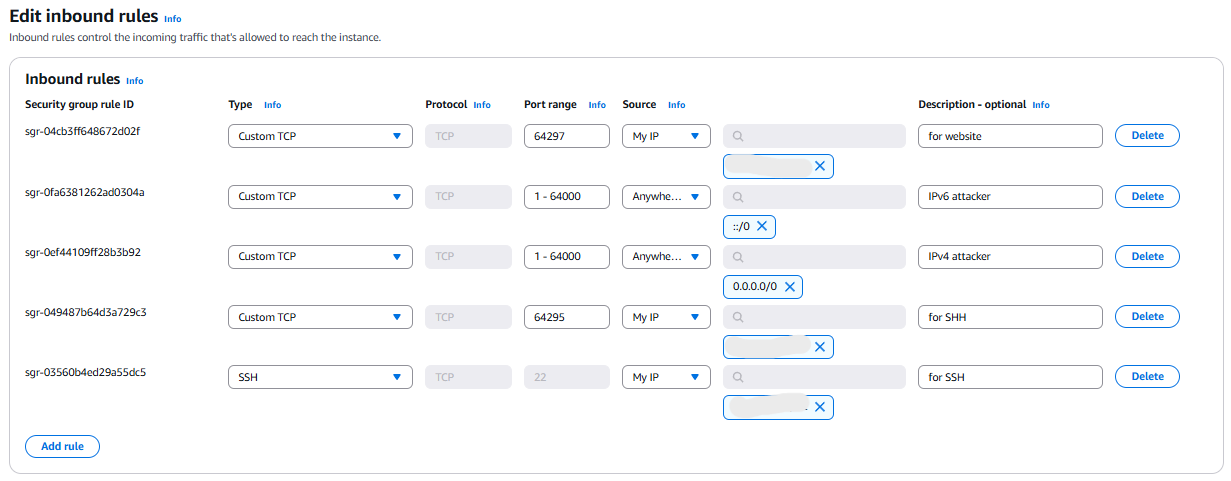 Edit inbound rules Info
Inbound rules control the incoming traffic that's allowed to reach the instance.
Inbound rules Info
Security group rule ID Type Info Protocol Info Port range Info Source Info Description - optional Info
sgr-04cb3ff648672d02f Custom TCP TCP 64297 My IP for website Delete
sgr-0fa6381262ad0304a Custom TCP TCP 1 - 64000 Anywhe... IPv6 attacker Delete
::/0
sgr-0ef44109ff28b3b92 Custom TCP TCP 1 - 64000 Anywhe... IPv4 attacker Delete
0.0.0.0/0
sgr-049487b64d3a729c3 Custom TCP TCP 64295 My IP for SHH Delete
sgr-03560b4ed29a55dc5 SSH TCP 22 My IP for SSH Delete
Add rule